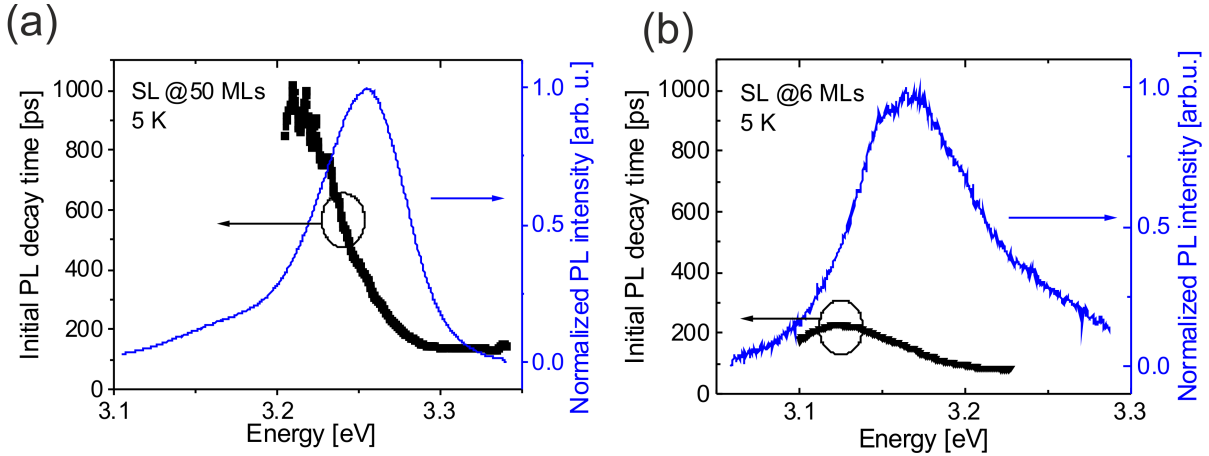 (a)
SL @50 MLs
5 K
Initial PL decay time [ps]
1000
800
600
400
200
0
3.1
3.2
3.3
Energy [eV]
1.0
0.5
0.0
Normalized PL intensity [arb. u.]
(b)
SL @6 MLs
5 K
Initial PL decay time [ps]
1000
800
600
400
200
0
3.1
3.2
3.3
Energy [eV]
1.0
0.5
0.0
Normalized PL intensity [arb.u.]